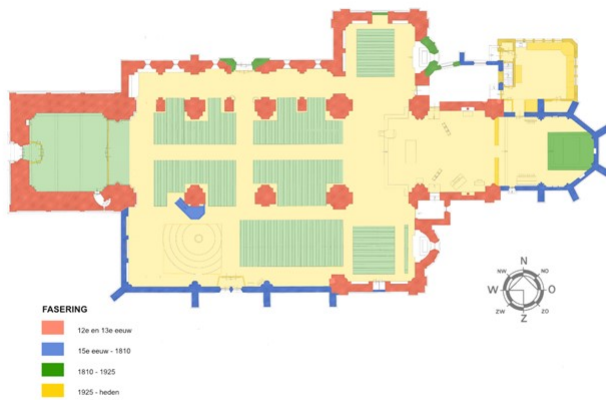 N
NW
NO
W
O
ZW
ZO
Z
FASERING
12e en 13e eeuw
15e eeuw - 1810
1810 - 1925
1925 - heden